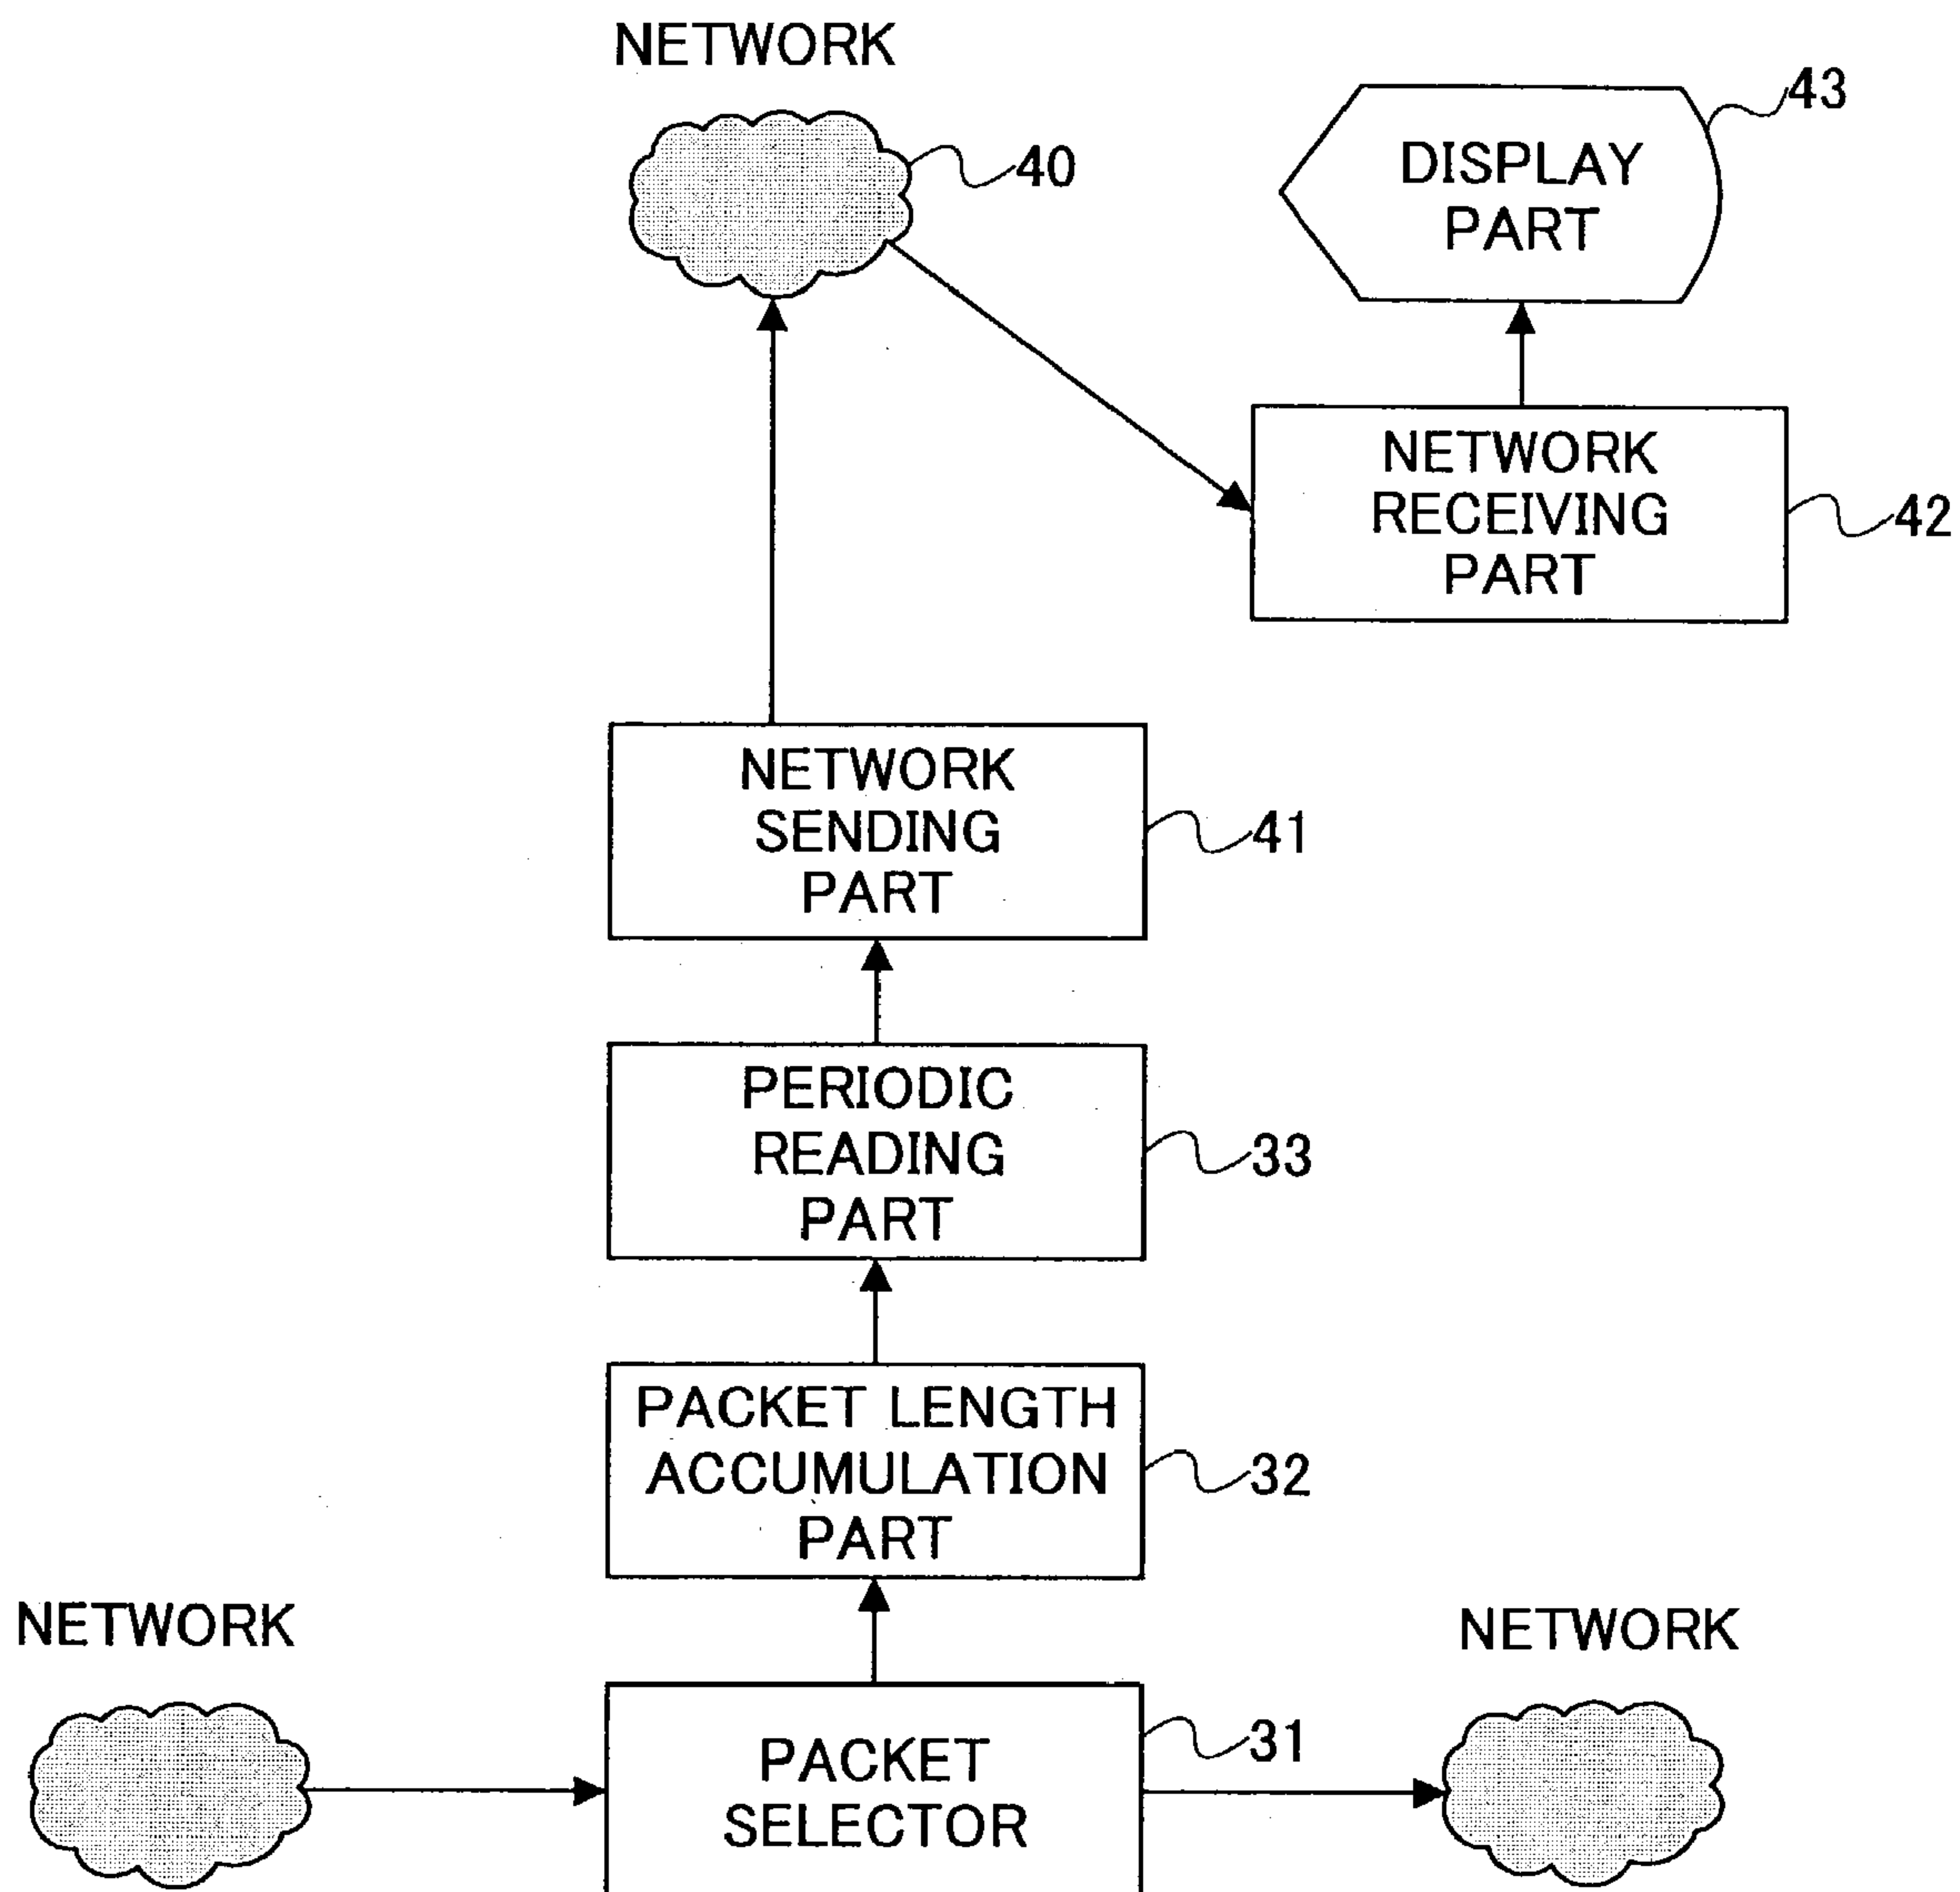 NETWORK
43
DISPLAY
PART
40
NETWORK
RECEIVING
PART
42
NETWORK
SENDING
PART
41
PERIODIC
READING
PART
33
PACKET LENGTH
ACCUMULATION
PART
32
NETWORK
NETWORK
PACKET
SELECTOR
31